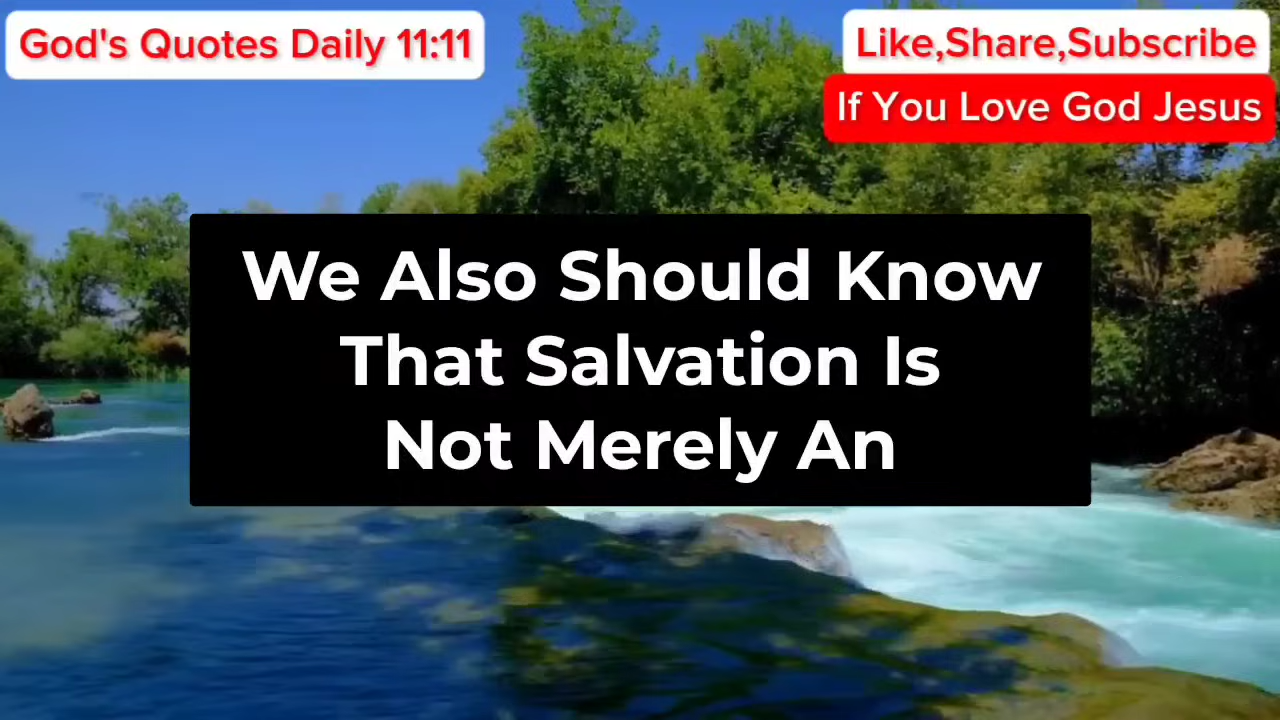 God's Quotes Daily 11:11
Like,Share,Subscribe
If You Love God Jesus
We Also Should Know
That Salvation Is
Not Merely An